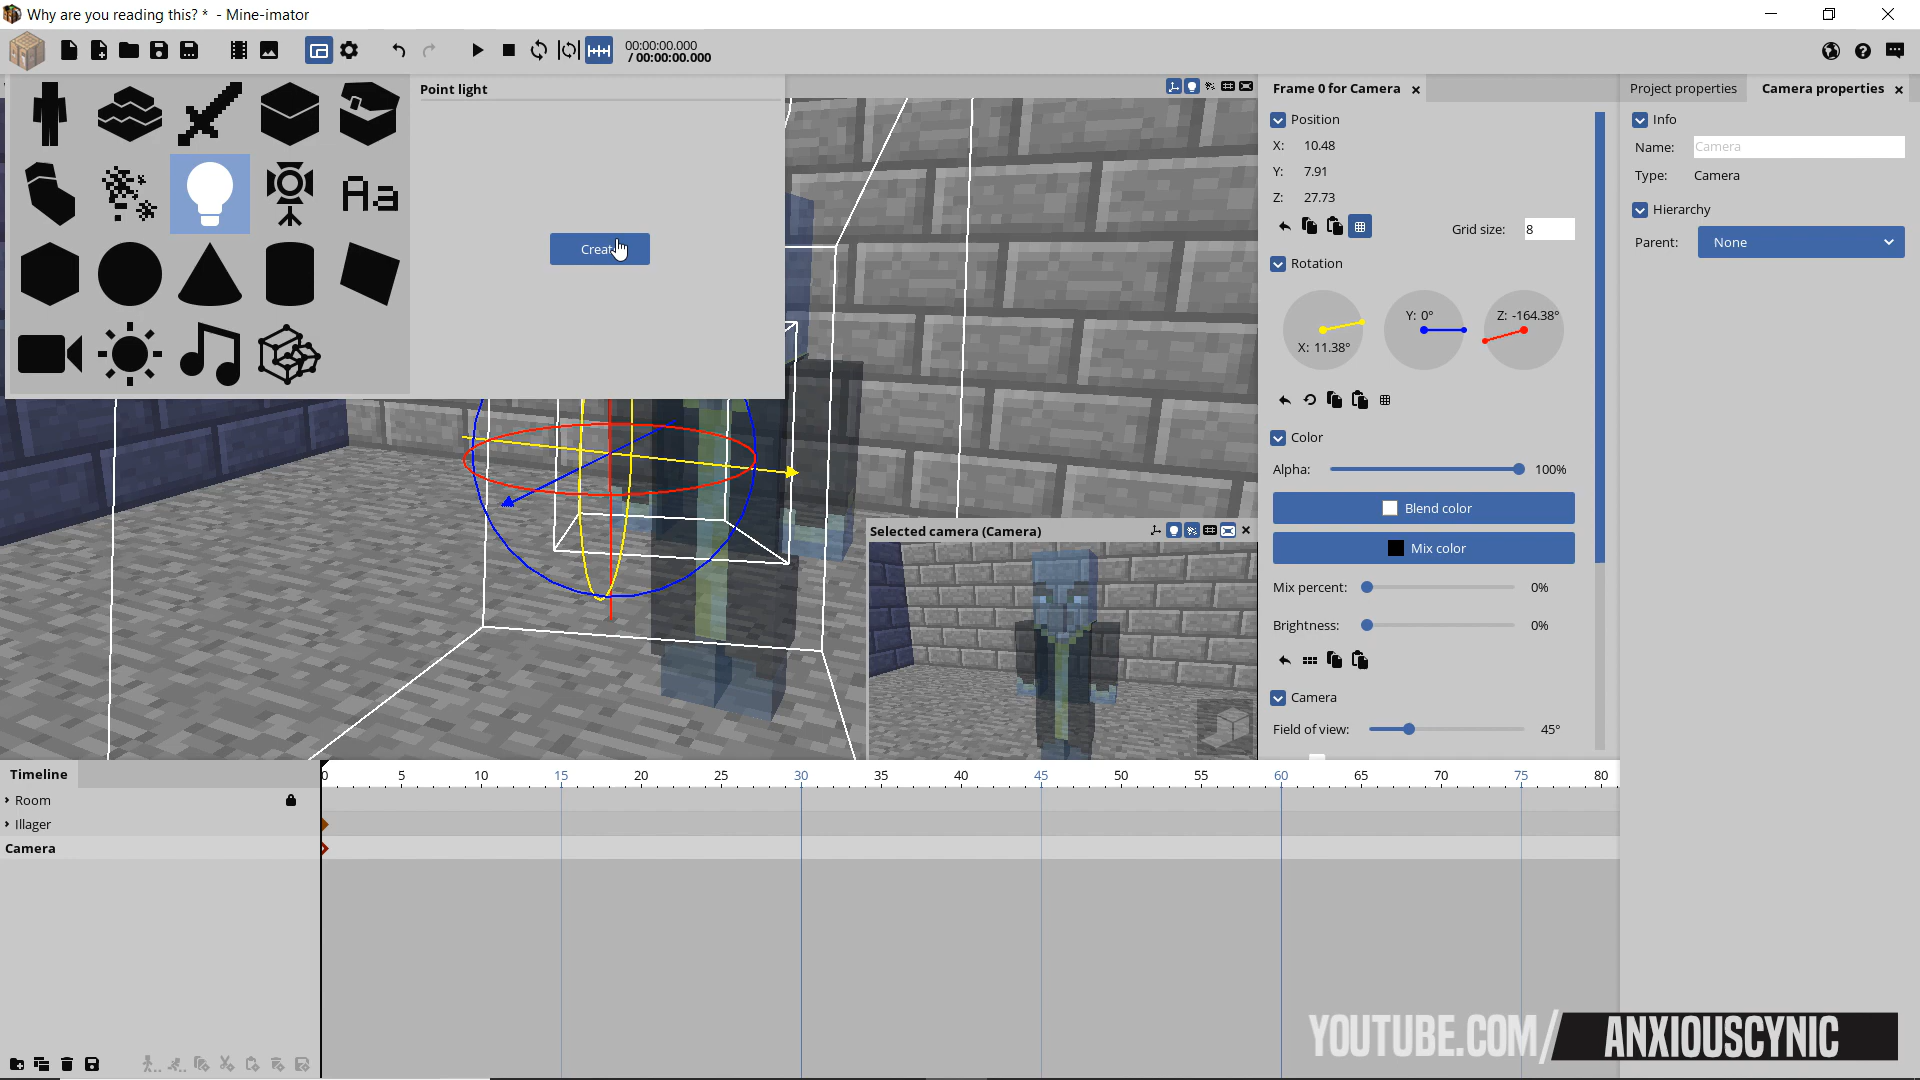 Why are you reading this? * - Mine-imator
00:00:00.000
/ 00:00:00.000
Point light
Create
Frame 0 for Camera
Position
X: 10.48
Y: 7.91
Z: 27.73
Grid size: 8
Rotation
X: 11.38°
Y: 0°
Z: -164.38°
Color
Alpha: 100%
Blend color
Mix color
Mix percent: 0%
Brightness: 0%
Camera
Field of view: 45°
Project properties
Camera properties
Info
Name: Camera
Type: Camera
Hierarchy
Parent: None
Selected camera (Camera)
Timeline
0 5 10 15 20 25 30 35 40 45 50 55 60 65 70 75 80
Room
Illager
Camera
YOUTUBE.COM/ ANXIOUSCYNIC